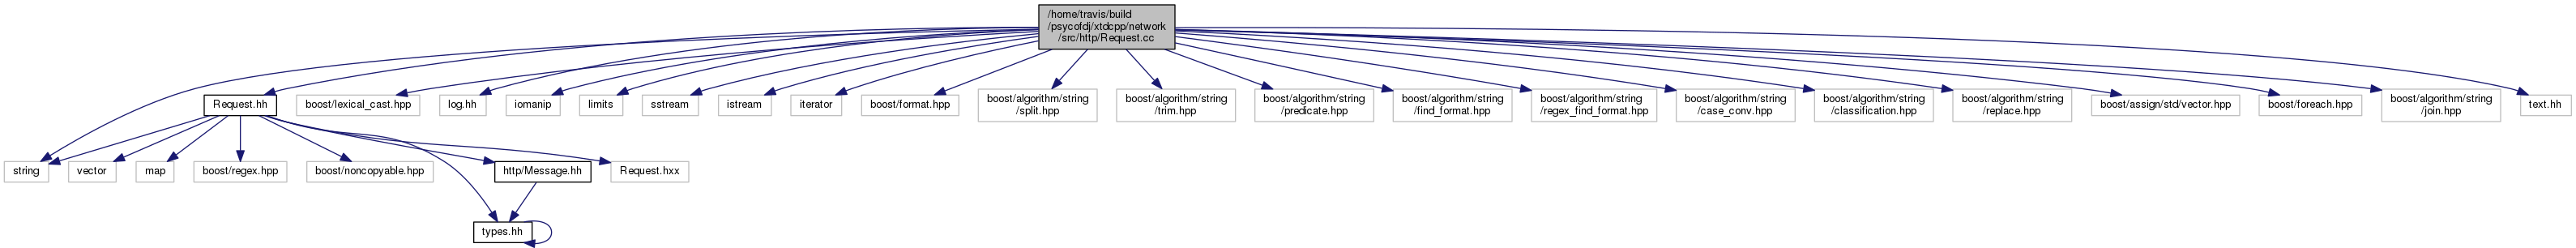 /home/travis/build
/psycofdj/xtdcpp/network
/src/http/Request.cc
Request.hh
boost/lexical_cast.hpp
log.hh
iomanip
limits
sstream
istream
iterator
boost/format.hpp
boost/algorithm/string
/split.hpp
boost/algorithm/string
/trim.hpp
boost/algorithm/string
/predicate.hpp
boost/algorithm/string
/find_format.hpp
boost/algorithm/string
/regex_find_format.hpp
boost/algorithm/string
/case_conv.hpp
boost/algorithm/string
/classification.hpp
boost/algorithm/string
/replace.hpp
boost/assign/std/vector.hpp
boost/foreach.hpp
boost/algorithm/string
/join.hpp
text.hh
string
vector
map
boost/regex.hpp
boost/noncopyable.hpp
http/Message.hh
Request.hxx
types.hh